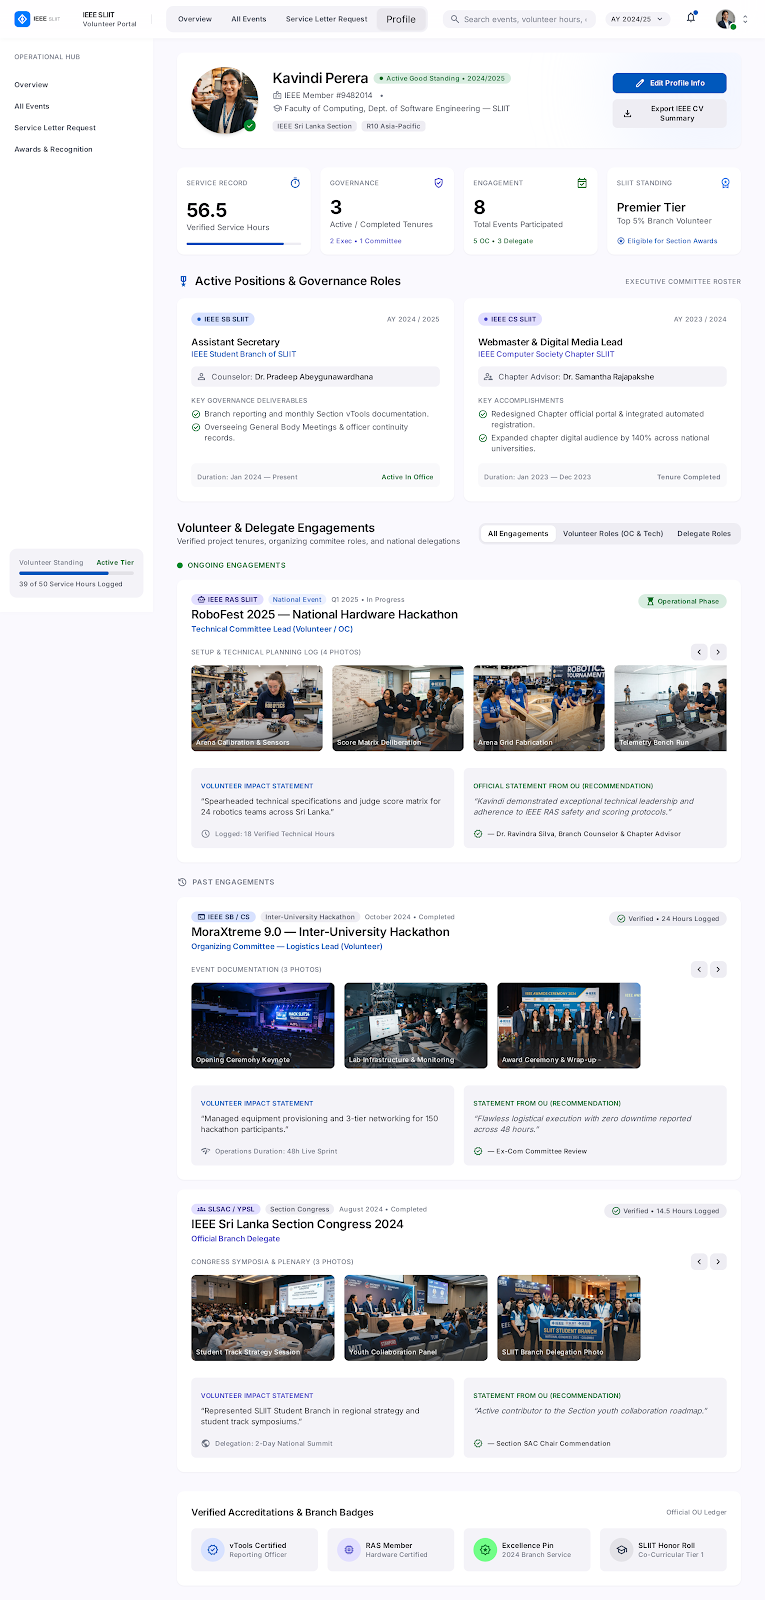 IEEE SLIIT
IEEE SLIIT
Volunteer Portal
Overview
All Events
Service Letter Request
Profile
Search events, volunteer hours,
AY 2024/25
OPERATIONAL HUB
Overview
All Events
Service Letter Request
Awards & Recognition
Volunteer Standing
Active Tier
39 of 50 Service Hours Logged
Kavindi Perera
• Active Good Standing • 2024/2025
IEEE Member #9482014 •
Faculty of Computing, Dept. of Software Engineering — SLIIT
IEEE Sri Lanka Section
R10 Asia-Pacific
Edit Profile Info
Export IEEE CV
Summary
SERVICE RECORD
56.5
Verified Service Hours
GOVERNANCE
3
Active / Completed Tenures
2 Exec • 1 Committee
ENGAGEMENT
8
Total Events Participated
5 OC • 3 Delegate
SLIIT STANDING
Premier Tier
Top 5% Branch Volunteer
Eligible for Section Awards
Active Positions & Governance Roles
EXECUTIVE COMMITTEE ROSTER
• IEEE SB SLIIT
AY 2024 / 2025
Assistant Secretary
IEEE Student Branch of SLIIT
Counselor: Dr. Pradeep Abeygunawardhana
KEY GOVERNANCE DELIVERABLES
Branch reporting and monthly Section vTools documentation.
Overseeing General Body Meetings & officer continuity
records.
Duration: Jan 2024 — Present
Active In Office
• IEEE CS SLIIT
AY 2023 / 2024
Webmaster & Digital Media Lead
IEEE Computer Society Chapter SLIIT
Chapter Advisor: Dr. Samantha Rajapakshe
KEY ACCOMPLISHMENTS
Redesigned Chapter official portal & integrated automated
registration.
Expanded chapter digital audience by 140% across national
universities.
Duration: Jan 2023 — Dec 2023
Tenure Completed
Volunteer & Delegate Engagements
Verified project tenures, organizing commitee roles, and national delegations
All Engagements
Volunteer Roles (OC & Tech)
Delegate Roles
ONGOING ENGAGEMENTS
IEEE RAS SLIIT
National Event
Q1 2025 • In Progress
Operational Phase
RoboFest 2025 — National Hardware Hackathon
Technical Committee Lead (Volunteer / OC)
SETUP & TECHNICAL PLANNING LOG (4 PHOTOS)
ROBOTICS
Arena Calibration & Sensors
Score Matrix Deliberation
ROBOTICS
TOURNAMENT
Arena Grid Fabrication
Telemetry Bench Run
VOLUNTEER IMPACT STATEMENT
“Spearheaded technical specifications and judge score matrix for
24 robotics teams across Sri Lanka.”
Logged: 18 Verified Technical Hours
OFFICIAL STATEMENT FROM OU (RECOMMENDATION)
“Kavindi demonstrated exceptional technical leadership and
adherence to IEEE RAS safety and scoring protocols.”
— Dr. Ravindra Silva, Branch Counselor & Chapter Advisor
PAST ENGAGEMENTS
IEEE SB / CS
Inter-University Hackathon
October 2024 • Completed
Verified • 24 Hours Logged
MoraXtreme 9.0 — Inter-University Hackathon
Organizing Committee — Logistics Lead (Volunteer)
EVENT DOCUMENTATION (3 PHOTOS)
Opening Ceremony Keynote
Lab Infrastructure & Monitoring
Award Ceremony & Wrap-up
VOLUNTEER IMPACT STATEMENT
“Managed equipment provisioning and 3-tier networking for 150
hackathon participants.”
Operations Duration: 48h Live Sprint
STATEMENT FROM OU (RECOMMENDATION)
“Flawless logistical execution with zero downtime reported
across 48 hours.”
— Ex-Com Committee Review
SLSAC / YPSL
Section Congress
August 2024 • Completed
Verified • 14.5 Hours Logged
IEEE Sri Lanka Section Congress 2024
Official Branch Delegate
CONGRESS SYMPOSIA & PLENARY (3 PHOTOS)
Student Track Strategy Session
Youth Collaboration Panel
SLIIT STUDENT BRANCH
SLIIT Branch Delegation Photo
VOLUNTEER IMPACT STATEMENT
“Represented SLIIT Student Branch in regional strategy and
student track symposiums.”
Delegation: 2-Day National Summit
STATEMENT FROM OU (RECOMMENDATION)
“Active contributor to the Section youth collaboration roadmap.”
— Section SAC Chair Commendation
Verified Accreditations & Branch Badges
Official OU Ledger
vTools Certified
Reporting Officer
RAS Member
Hardware Certified
Excellence Pin
2024 Branch Service
SLIIT Honor Roll
Co-Curricular Tier 1